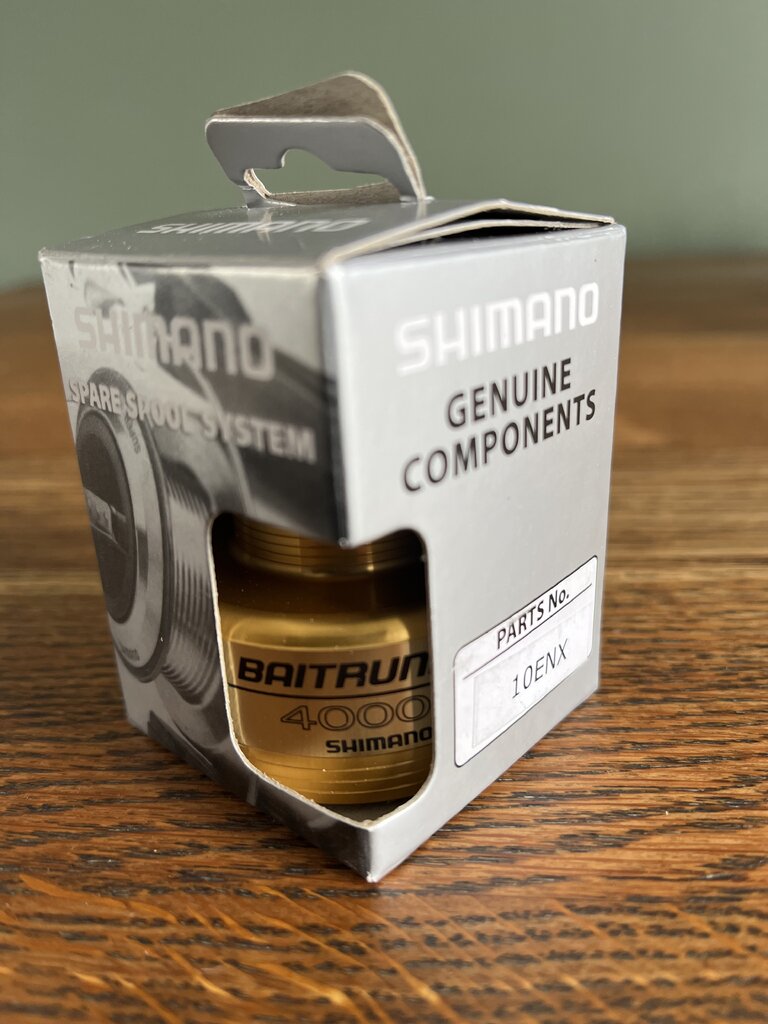 SHIMANO
SHIMANO
SPARE SPOOL SYSTEM
BAITRUN
4000
SHIMANO
SHIMANO
GENUINE
COMPONENTS
PARTS No.
10ENX